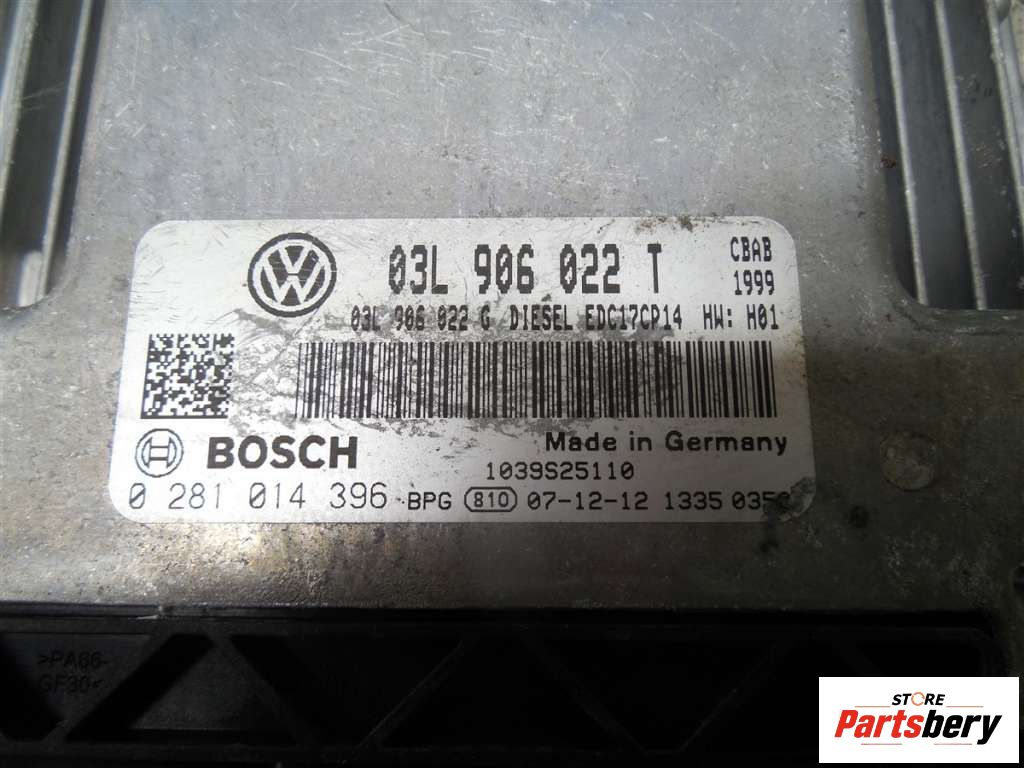 03L 906 022 T CBAB
1999
03L 906 022 G DIESEL EDC17CP14 HW: H01
BOSCH Made in Germany
1039S25110
0 281 014 396 BPG 810 07-12-12 1335
>PA66-
GF30<
STORE
Partsbery